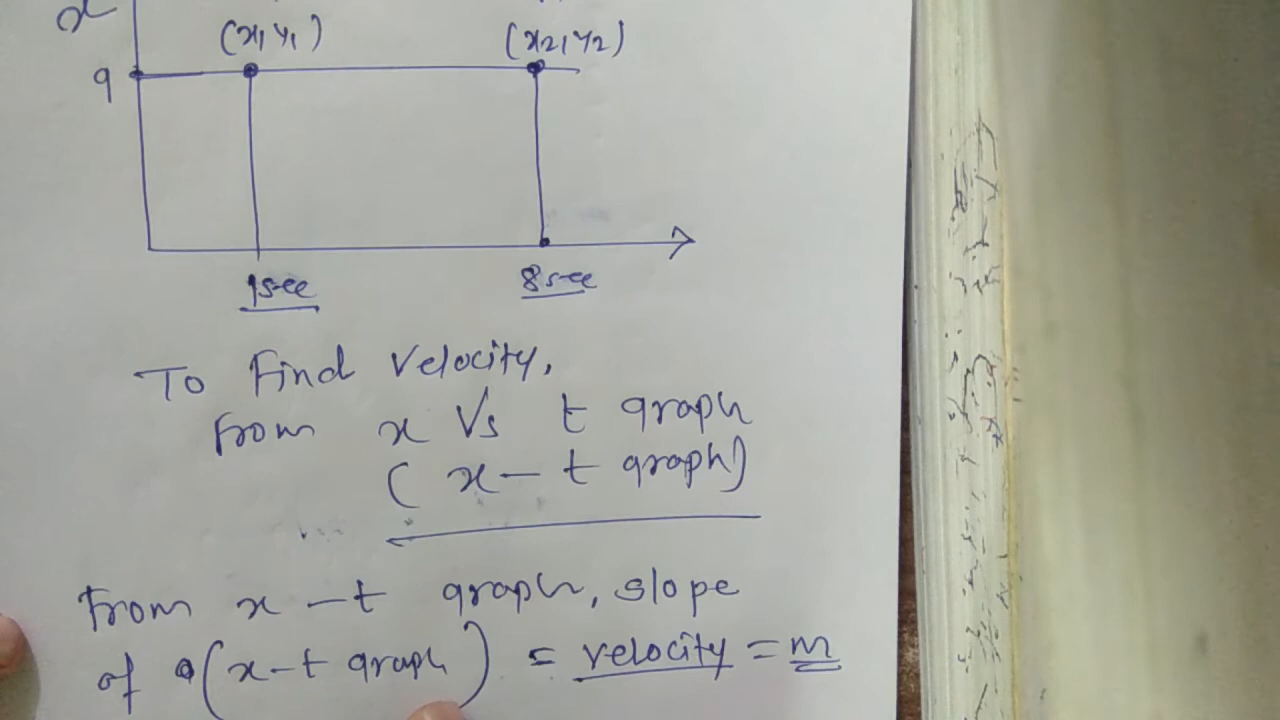 x
(x1, y1) (x2, y2)
9
1sec 8sec
To Find Velocity,
From x Vs t graph
(x-t graph)
From x-t graph, slope
of (x-t graph) = velocity = m